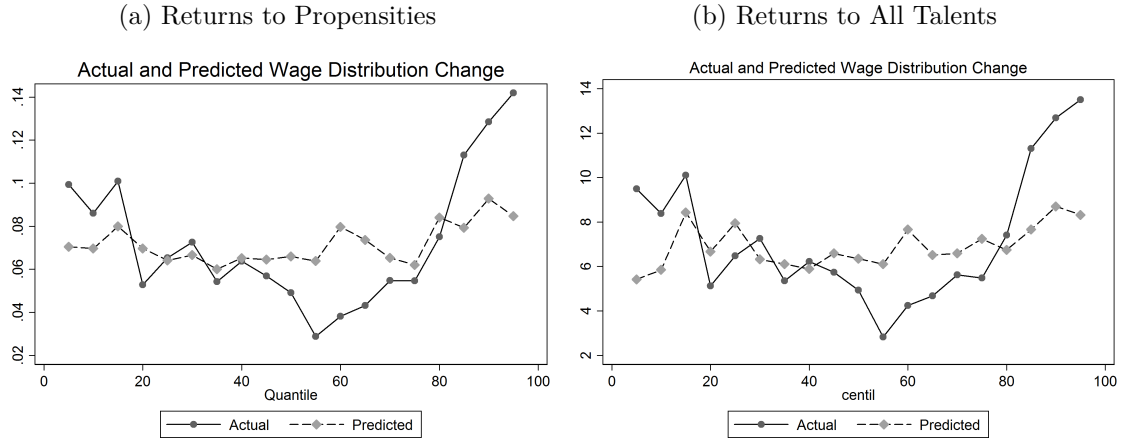 (a) Returns to Propensities
Actual and Predicted Wage Distribution Change
.14
.12
.1
.08
.06
.04
.02
0 20 40 60 80 100
Quantile
Actual Predicted
(b) Returns to All Talents
Actual and Predicted Wage Distribution Change
14
12
10
8
6
4
2
0 20 40 60 80 100
centil
Actual Predicted